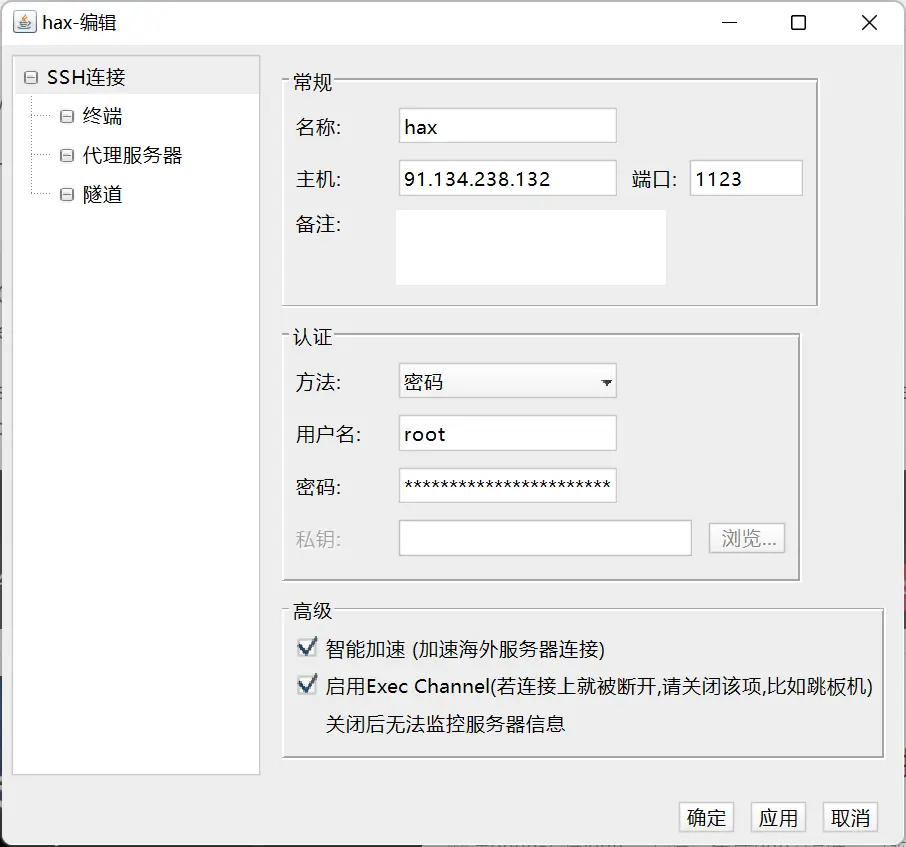 hax-编辑
SSH连接
终端
代理服务器
隧道
常规
名称: hax
主机: 91.134.238.132 端口: 1123
备注:
认证
方法: 密码
用户名: root
密码: ***********************
私钥: 浏览...
高级
智能加速 (加速海外服务器连接)
启用Exec Channel(若连接上就被断开,请关闭该项,比如跳板机)
关闭后无法监控服务器信息
确定 应用 取消